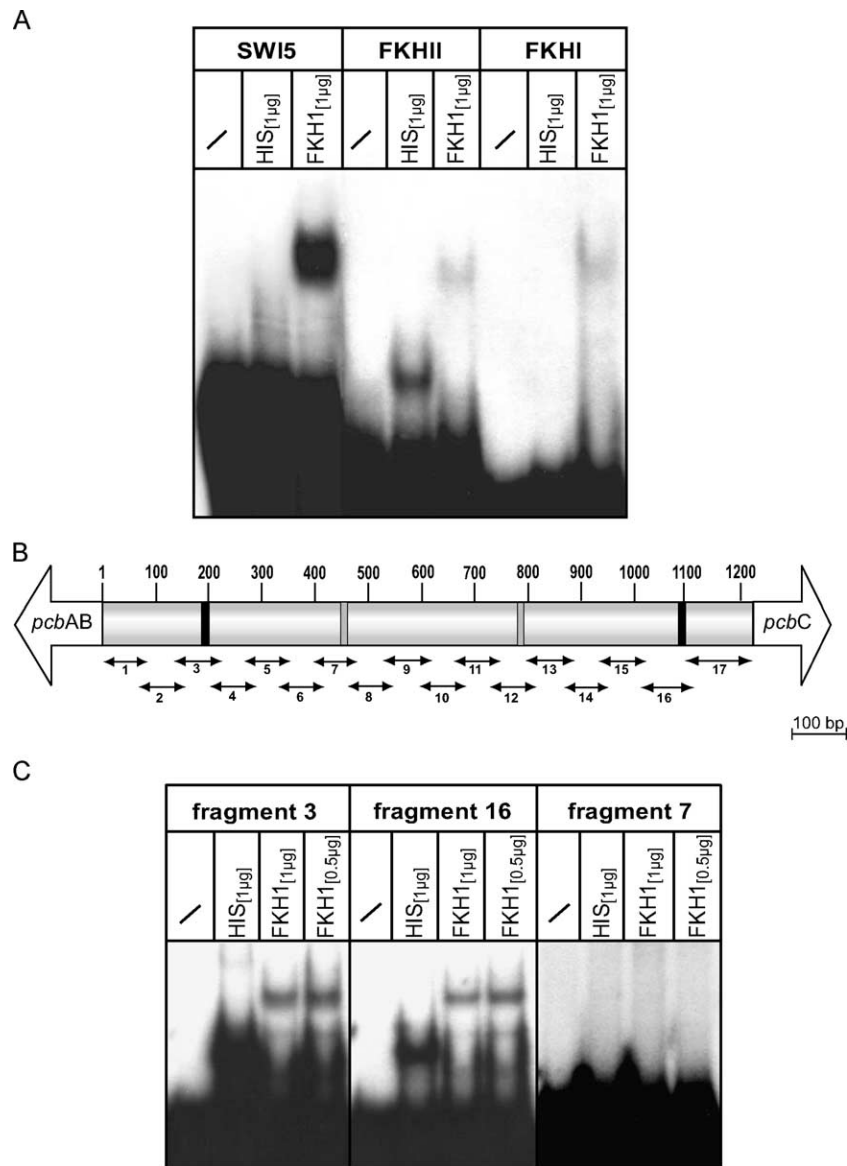 A
SWI5 FKHII FKHI
/ HIS[1µg] FKH1[1µg] / HIS[1µg] FKH1[1µg] / HIS[1µg] FKH1[1µg]
B
1 100 200 300 400 500 600 700 800 900 1000 1100 1200
pcbAB pcbC
1 3 5 7 9 11 13 15 17
2 4 6 8 10 12 14 16
100 bp
C
fragment 3 fragment 16 fragment 7
/ HIS[1µg] FKH1[1µg] FKH1[0.5µg] / HIS[1µg] FKH1[1µg] FKH1[0.5µg] / HIS[1µg] FKH1[1µg] FKH1[0.5µg]